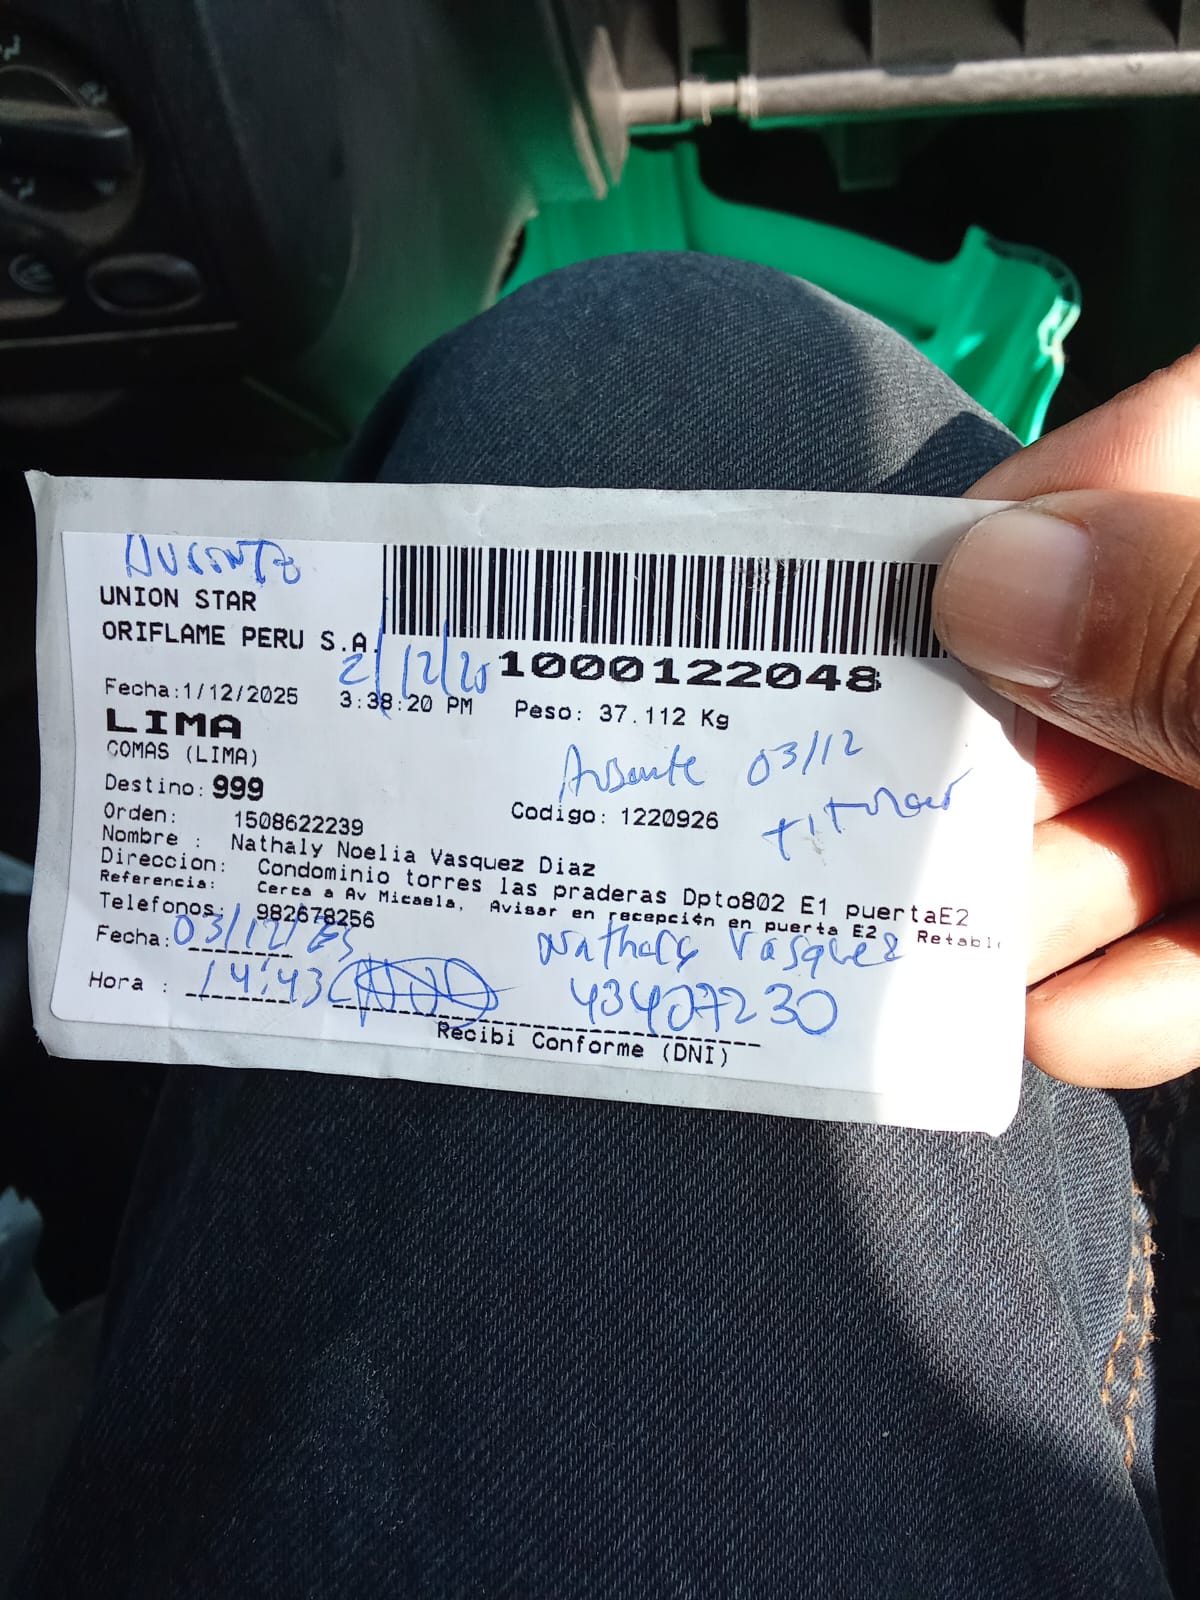 Ausente
UNION STAR
ORIFLAME PERU S.A.
2/12/25
1000122048
Fecha:1/12/2025 3:38:20 PM Peso: 37.112 Kg
LIMA
COMAS (LIMA)
Ausente 03/12
Destino: 999
titular
Orden: 1508622239 Codigo: 1220926
Nombre : Nathaly Noelia Vasquez Diaz
Direccion: Condominio torres las praderas Dpto802 E1 puertaE2
Referencia: Cerca a Av Micaela, Avisar en recepción en puerta E2
Telefonos: 982678256
Fecha: 03/12/25 Nathaly Vasquez
Hora : 14:43 43407230
Recibi Conforme (DNI)